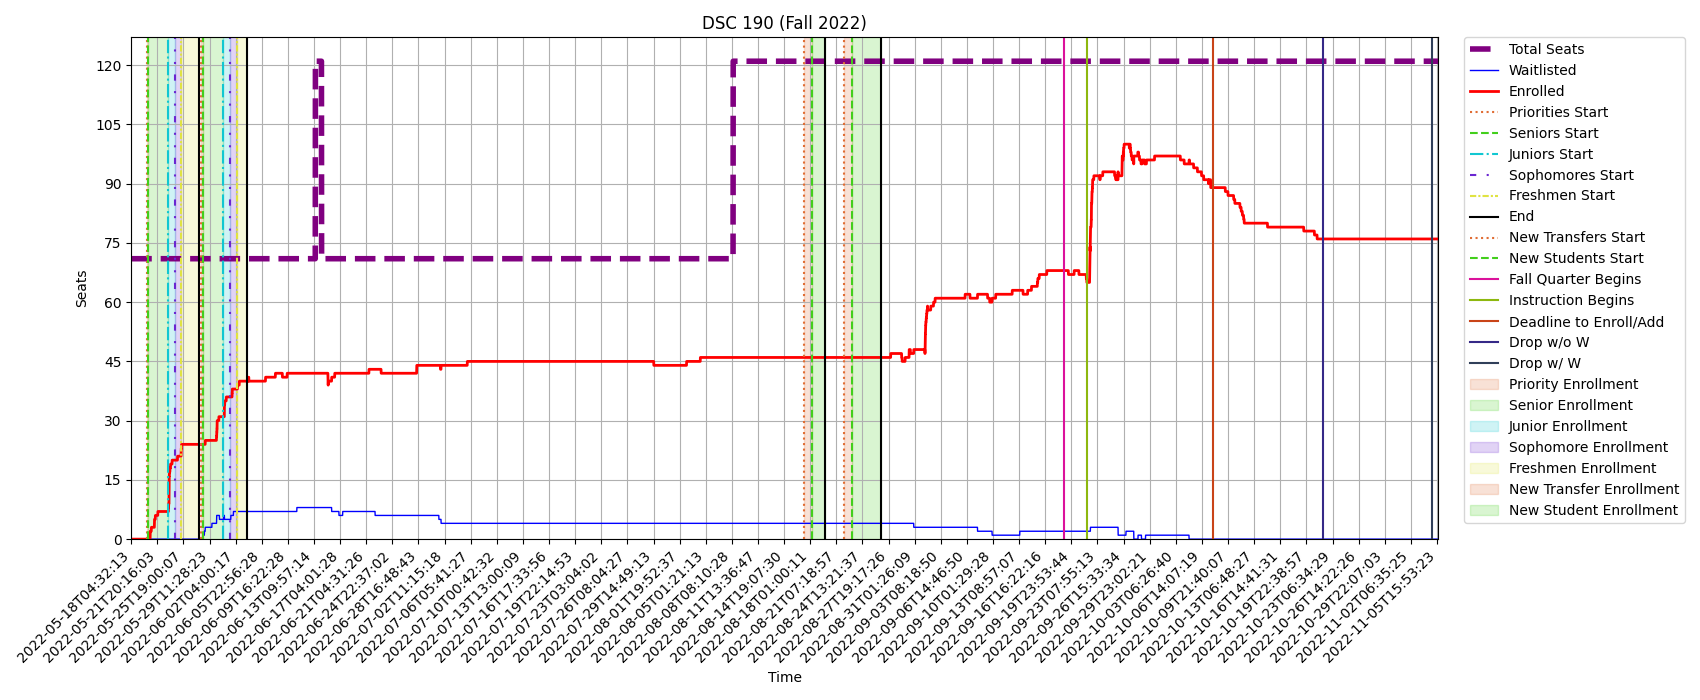 DSC 190 (Fall 2022)
120
105
90
75
60
45
30
15
0
Seats
2022-05-18T04:32:13
2022-05-21T20:16:03
2022-05-25T19:00:07
2022-05-29T11:28:23
2022-06-02T04:00:17
2022-06-05T22:56:28
2022-06-09T16:22:28
2022-06-13T09:57:14
2022-06-17T04:01:28
2022-06-21T04:31:26
2022-06-24T22:37:02
2022-06-28T16:48:43
2022-07-02T11:15:18
2022-07-06T05:41:27
2022-07-10T00:42:32
2022-07-13T13:00:09
2022-07-16T17:33:56
2022-07-19T22:14:53
2022-07-23T03:04:02
2022-07-26T08:04:27
2022-07-29T14:49:13
2022-08-01T19:52:37
2022-08-05T01:21:13
2022-08-08T08:10:28
2022-08-11T13:36:47
2022-08-14T19:07:30
2022-08-18T01:00:11
2022-08-21T07:18:57
2022-08-24T13:21:37
2022-08-27T19:17:26
2022-08-31T01:26:09
2022-09-03T08:18:50
2022-09-06T14:46:50
2022-09-10T01:29:28
2022-09-13T08:57:07
2022-09-16T16:22:16
2022-09-19T23:53:44
2022-09-23T07:55:13
2022-09-26T15:33:34
2022-09-29T23:02:21
2022-10-03T06:26:40
2022-10-06T14:07:19
2022-10-09T21:40:07
2022-10-13T06:48:27
2022-10-16T14:41:31
2022-10-19T22:38:57
2022-10-23T06:34:29
2022-10-26T14:22:26
2022-10-29T22:07:03
2022-11-02T06:35:25
2022-11-05T15:53:23
Time
Total Seats
Waitlisted
Enrolled
Priorities Start
Seniors Start
Juniors Start
Sophomores Start
Freshmen Start
End
New Transfers Start
New Students Start
Fall Quarter Begins
Instruction Begins
Deadline to Enroll/Add
Drop w/o W
Drop w/ W
Priority Enrollment
Senior Enrollment
Junior Enrollment
Sophomore Enrollment
Freshmen Enrollment
New Transfer Enrollment
New Student Enrollment